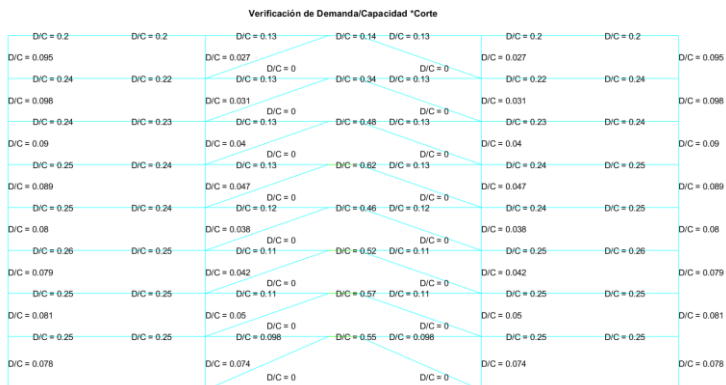 Verificación de Demanda/Capacidad *Corte
D/C = 0.2 D/C = 0.2 D/C = 0.13 D/C = 0.14 D/C = 0.13 D/C = 0.2 D/C = 0.2
D/C = 0.095 D/C = 0.027 D/C = 0.027 D/C = 0.095
D/C = 0 D/C = 0
D/C = 0.24 D/C = 0.22 D/C = 0.13 D/C = 0.34 D/C = 0.13 D/C = 0.22 D/C = 0.24
D/C = 0.098 D/C = 0.031 D/C = 0.031 D/C = 0.098
D/C = 0 D/C = 0
D/C = 0.24 D/C = 0.23 D/C = 0.13 D/C = 0.48 D/C = 0.13 D/C = 0.23 D/C = 0.24
D/C = 0.09 D/C = 0.04 D/C = 0.04 D/C = 0.09
D/C = 0 D/C = 0
D/C = 0.25 D/C = 0.24 D/C = 0.13 D/C = 0.62 D/C = 0.13 D/C = 0.24 D/C = 0.25
D/C = 0.089 D/C = 0.047 D/C = 0.047 D/C = 0.089
D/C = 0 D/C = 0
D/C = 0.25 D/C = 0.24 D/C = 0.12 D/C = 0.46 D/C = 0.12 D/C = 0.24 D/C = 0.25
D/C = 0.08 D/C = 0.038 D/C = 0.038 D/C = 0.08
D/C = 0 D/C = 0
D/C = 0.26 D/C = 0.25 D/C = 0.11 D/C = 0.52 D/C = 0.11 D/C = 0.25 D/C = 0.26
D/C = 0.079 D/C = 0.042 D/C = 0.042 D/C = 0.079
D/C = 0 D/C = 0
D/C = 0.25 D/C = 0.25 D/C = 0.11 D/C = 0.57 D/C = 0.11 D/C = 0.25 D/C = 0.25
D/C = 0.081 D/C = 0.05 D/C = 0.05 D/C = 0.081
D/C = 0 D/C = 0
D/C = 0.25 D/C = 0.25 D/C = 0.098 D/C = 0.55 D/C = 0.098 D/C = 0.25 D/C = 0.25
D/C = 0.078 D/C = 0.074 D/C = 0.074 D/C = 0.078
D/C = 0 D/C = 0